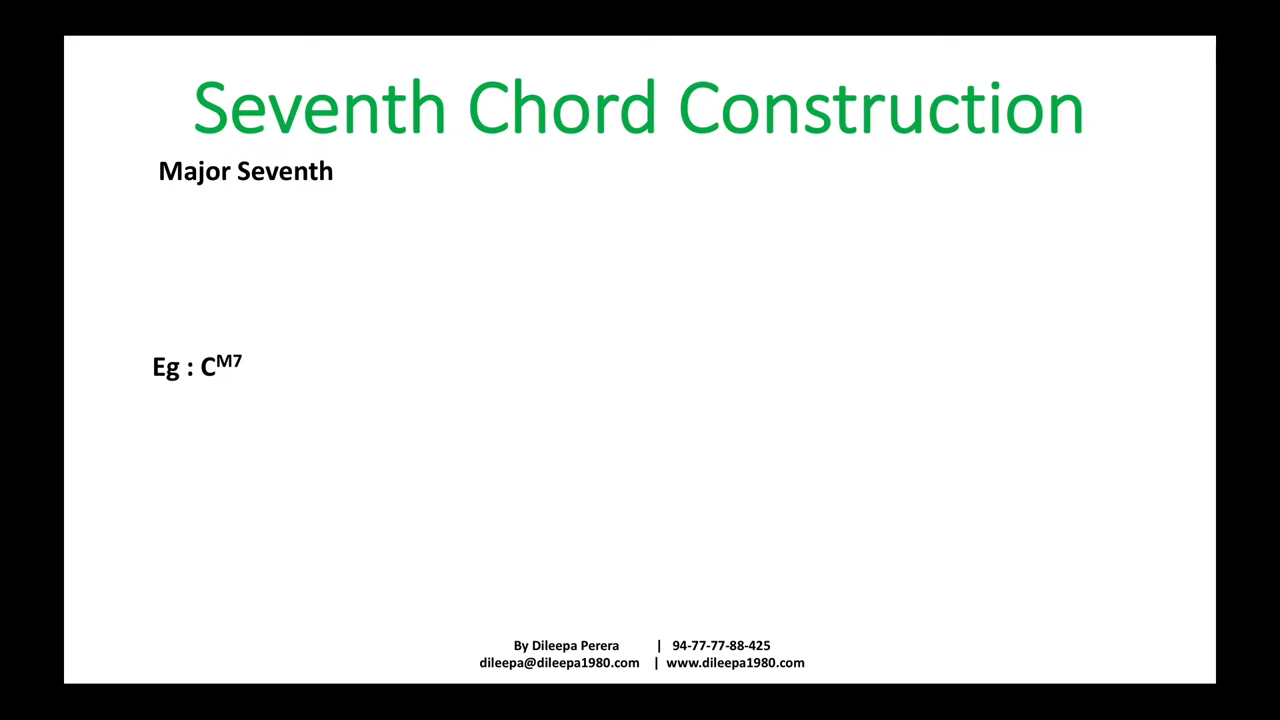 Seventh Chord Construction
Major Seventh
Eg : C^M7
By Dileepa Perera | 94-77-77-88-425
dileepa@dileepa1980.com | www.dileepa1980.com